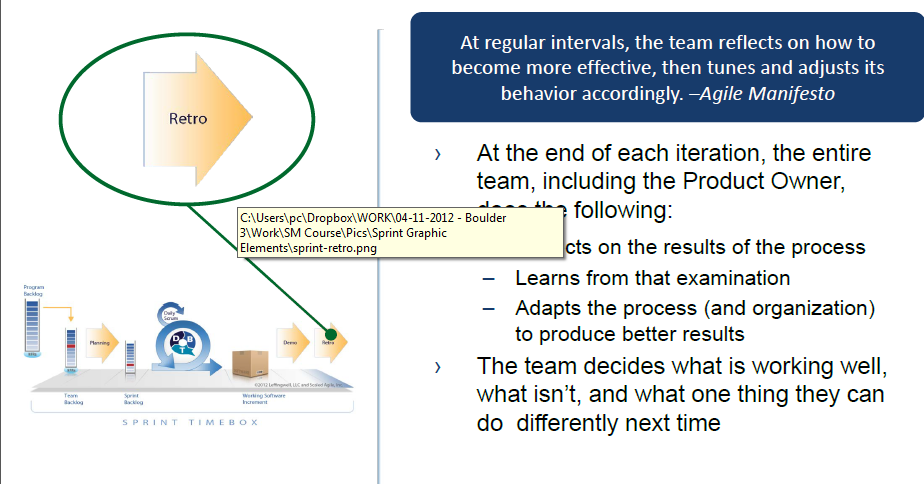 At regular intervals, the team reflects on how to
become more effective, then tunes and adjusts its
behavior accordingly. –Agile Manifesto
Retro
› At the end of each iteration, the entire
team, including the Product Owner,
the following:
C:\Users\pc\Dropbox\WORK\04-11-2012 - Boulder
3\Work\SM Course\Pics\Sprint Graphic
Elements\sprint-retro.png
on the results of the process
– Learns from that examination
– Adapts the process (and organization)
to produce better results
› The team decides what is working well,
what isn’t, and what one thing they can
do differently next time
Program
Backlog
Planning
Daily
Scrum
D B
T
Demo
Retro
©2012 Leffingwell, LLC and Scaled Agile, Inc.
Team
Backlog
Sprint
Backlog
Working Software
Increment
SPRINT TIMEBOX